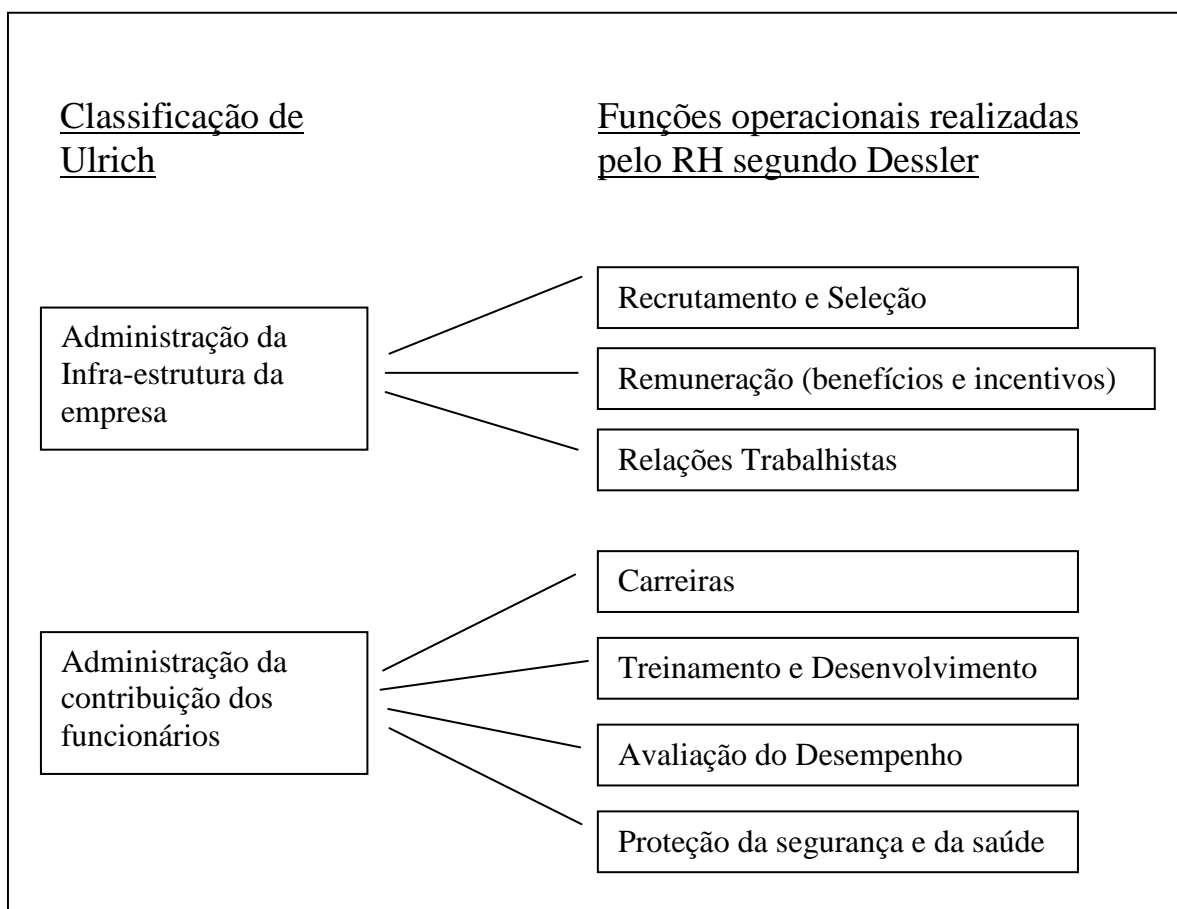 Classificação de
Ulrich
Funções operacionais realizadas
pelo RH segundo Dessler
Administração da
Infra-estrutura da
empresa
Recrutamento e Seleção
Remuneração (benefícios e incentivos)
Relações Trabalhistas
Administração da
contribuição dos
funcionários
Carreiras
Treinamento e Desenvolvimento
Avaliação do Desempenho
Proteção da segurança e da saúde